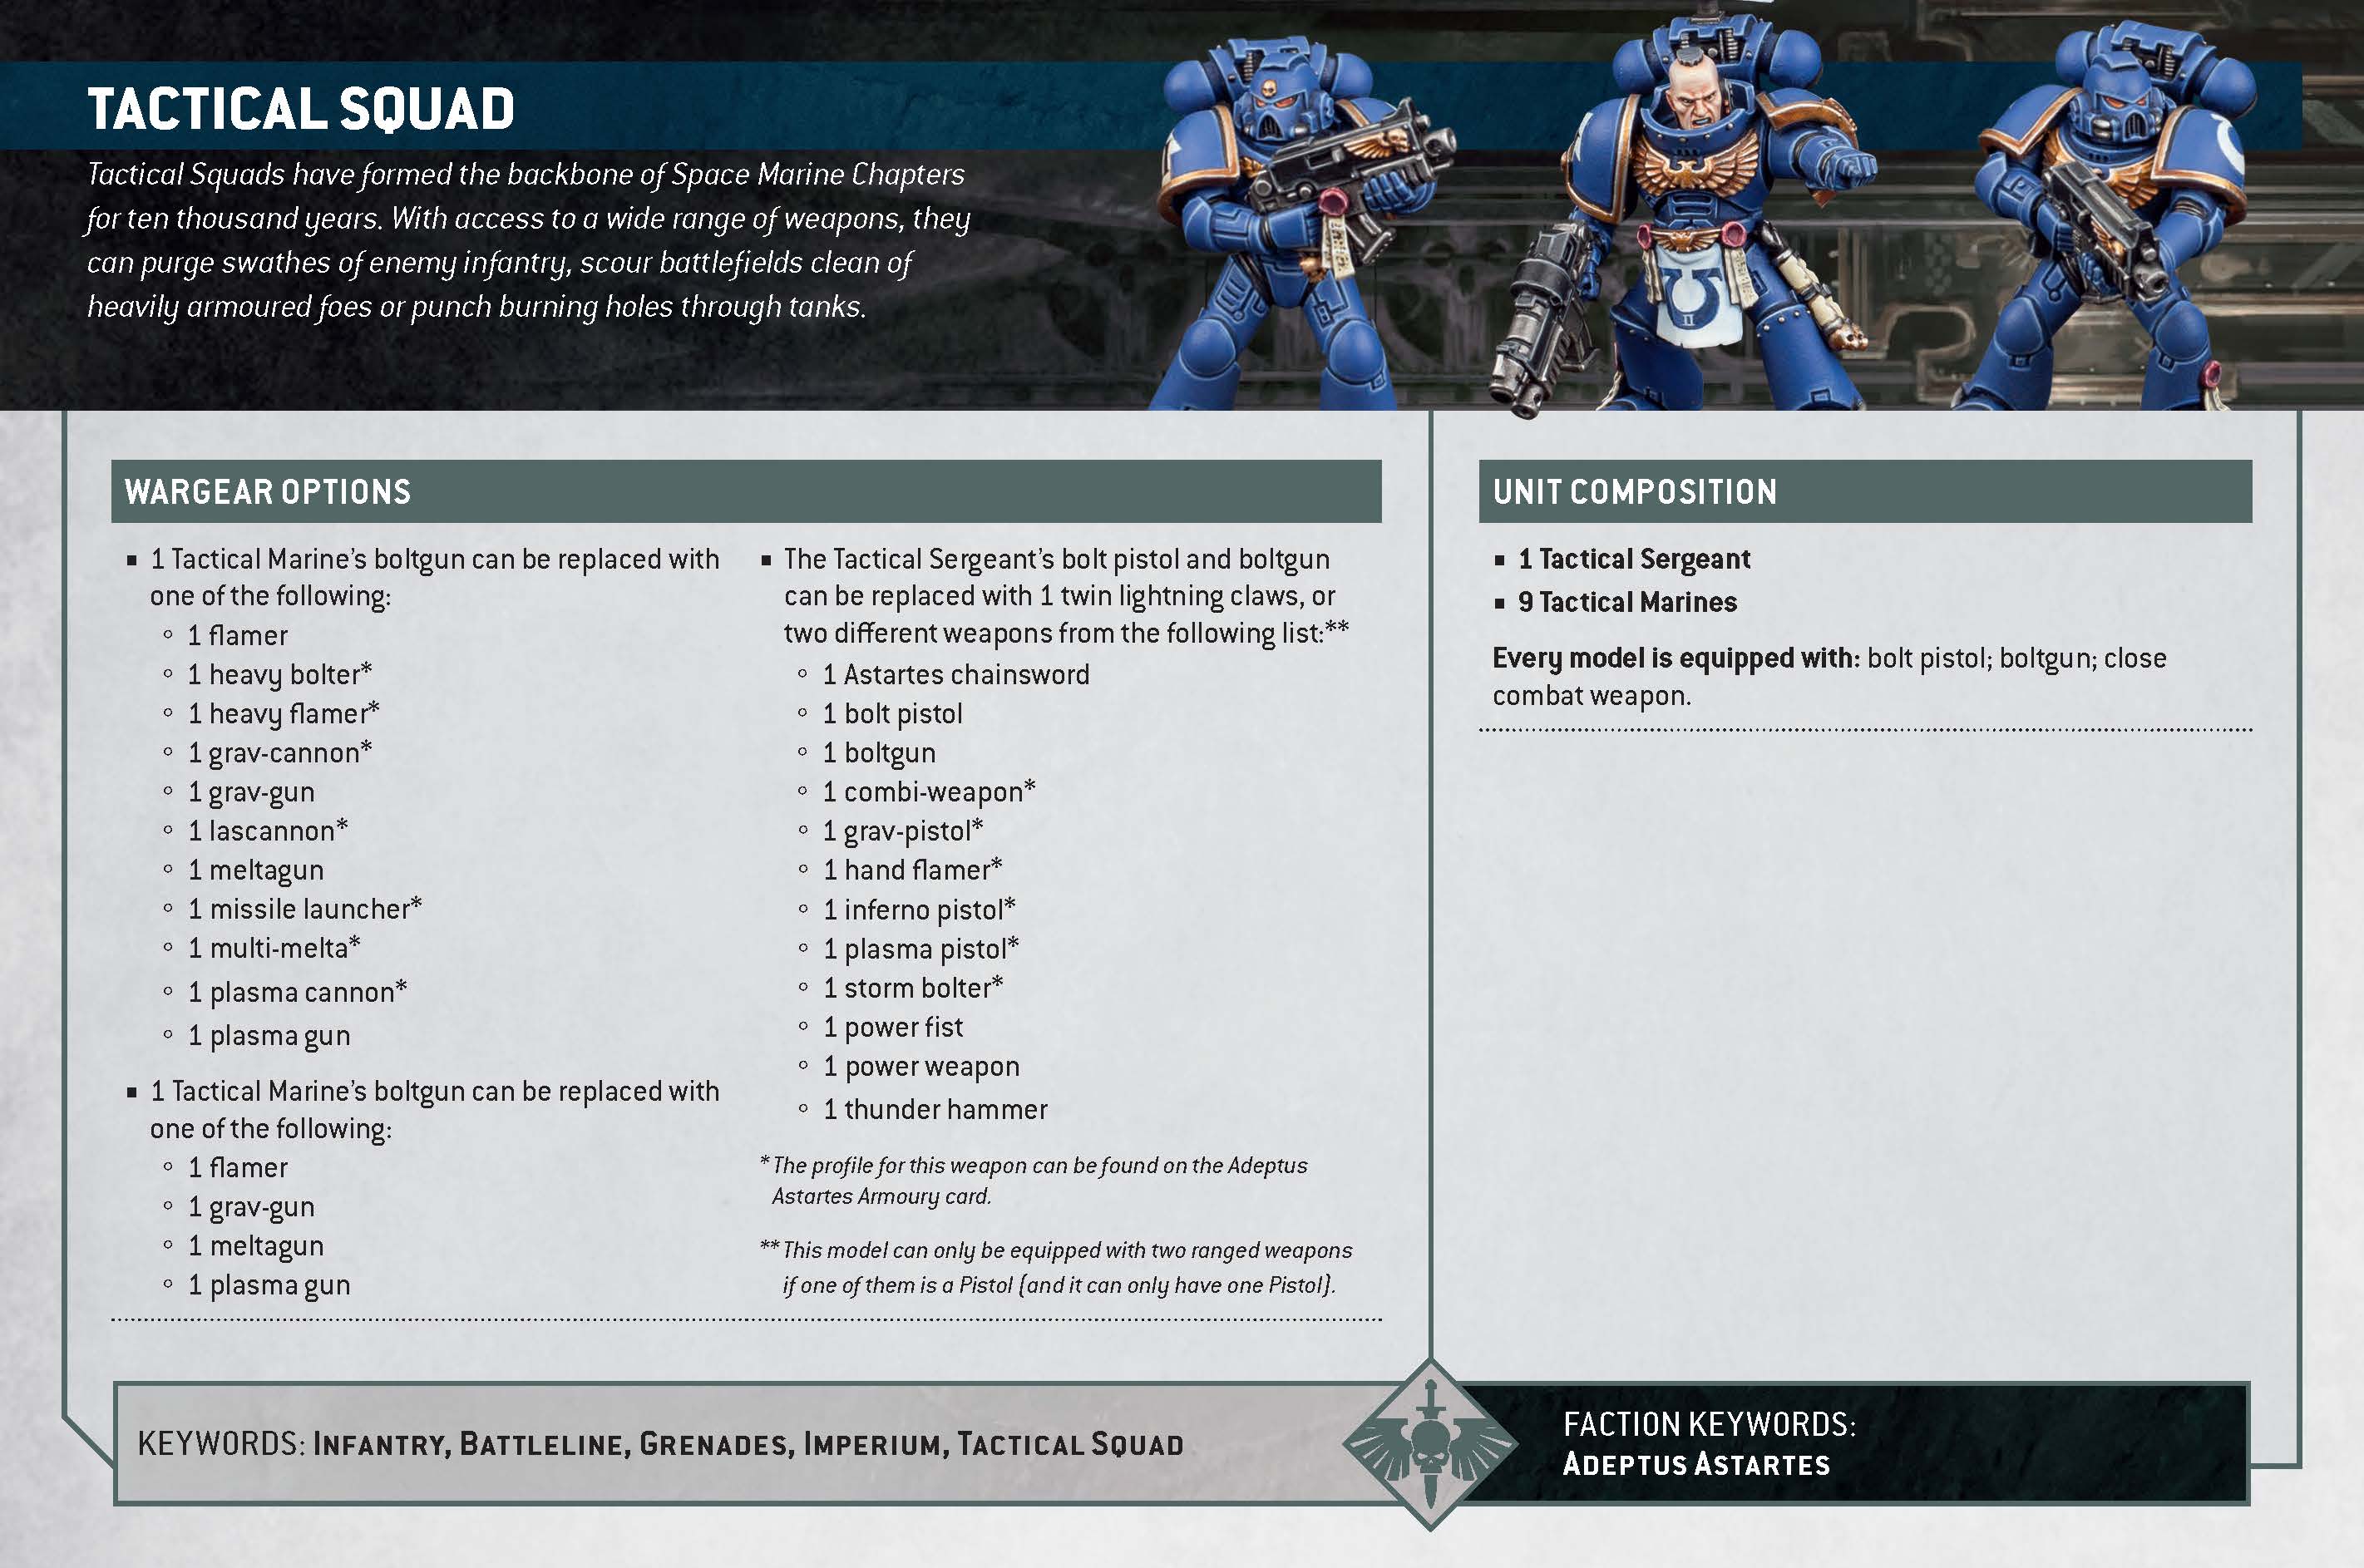 TACTICAL SQUAD
Tactical Squads have formed the backbone of Space Marine Chapters
for ten thousand years. With access to a wide range of weapons, they
can purge swathes of enemy infantry, scour battlefields clean of
heavily armoured foes or punch burning holes through tanks.
WARGEAR OPTIONS
▪ 1 Tactical Marine’s boltgun can be replaced with
one of the following:
◦ 1 flamer
◦ 1 heavy bolter*
◦ 1 heavy flamer*
◦ 1 grav-cannon*
◦ 1 grav-gun
◦ 1 lascannon*
◦ 1 meltagun
◦ 1 missile launcher*
◦ 1 multi-melta*
◦ 1 plasma cannon*
◦ 1 plasma gun
▪ 1 Tactical Marine’s boltgun can be replaced with
one of the following:
◦ 1 flamer
◦ 1 grav-gun
◦ 1 meltagun
◦ 1 plasma gun
▪ The Tactical Sergeant’s bolt pistol and boltgun
can be replaced with 1 twin lightning claws, or
two different weapons from the following list:**
◦ 1 Astartes chainsword
◦ 1 bolt pistol
◦ 1 boltgun
◦ 1 combi-weapon*
◦ 1 grav-pistol*
◦ 1 hand flamer*
◦ 1 inferno pistol*
◦ 1 plasma pistol*
◦ 1 storm bolter*
◦ 1 power fist
◦ 1 power weapon
◦ 1 thunder hammer
* The profile for this weapon can be found on the Adeptus
Astartes Armoury card.
** This model can only be equipped with two ranged weapons
if one of them is a Pistol (and it can only have one Pistol).
UNIT COMPOSITION
▪ 1 Tactical Sergeant
▪ 9 Tactical Marines
Every model is equipped with: bolt pistol; boltgun; close
combat weapon.
KEYWORDS: INFANTRY, BATTLELINE, GRENADES, IMPERIUM, TACTICAL SQUAD
FACTION KEYWORDS:
ADEPTUS ASTARTES
II